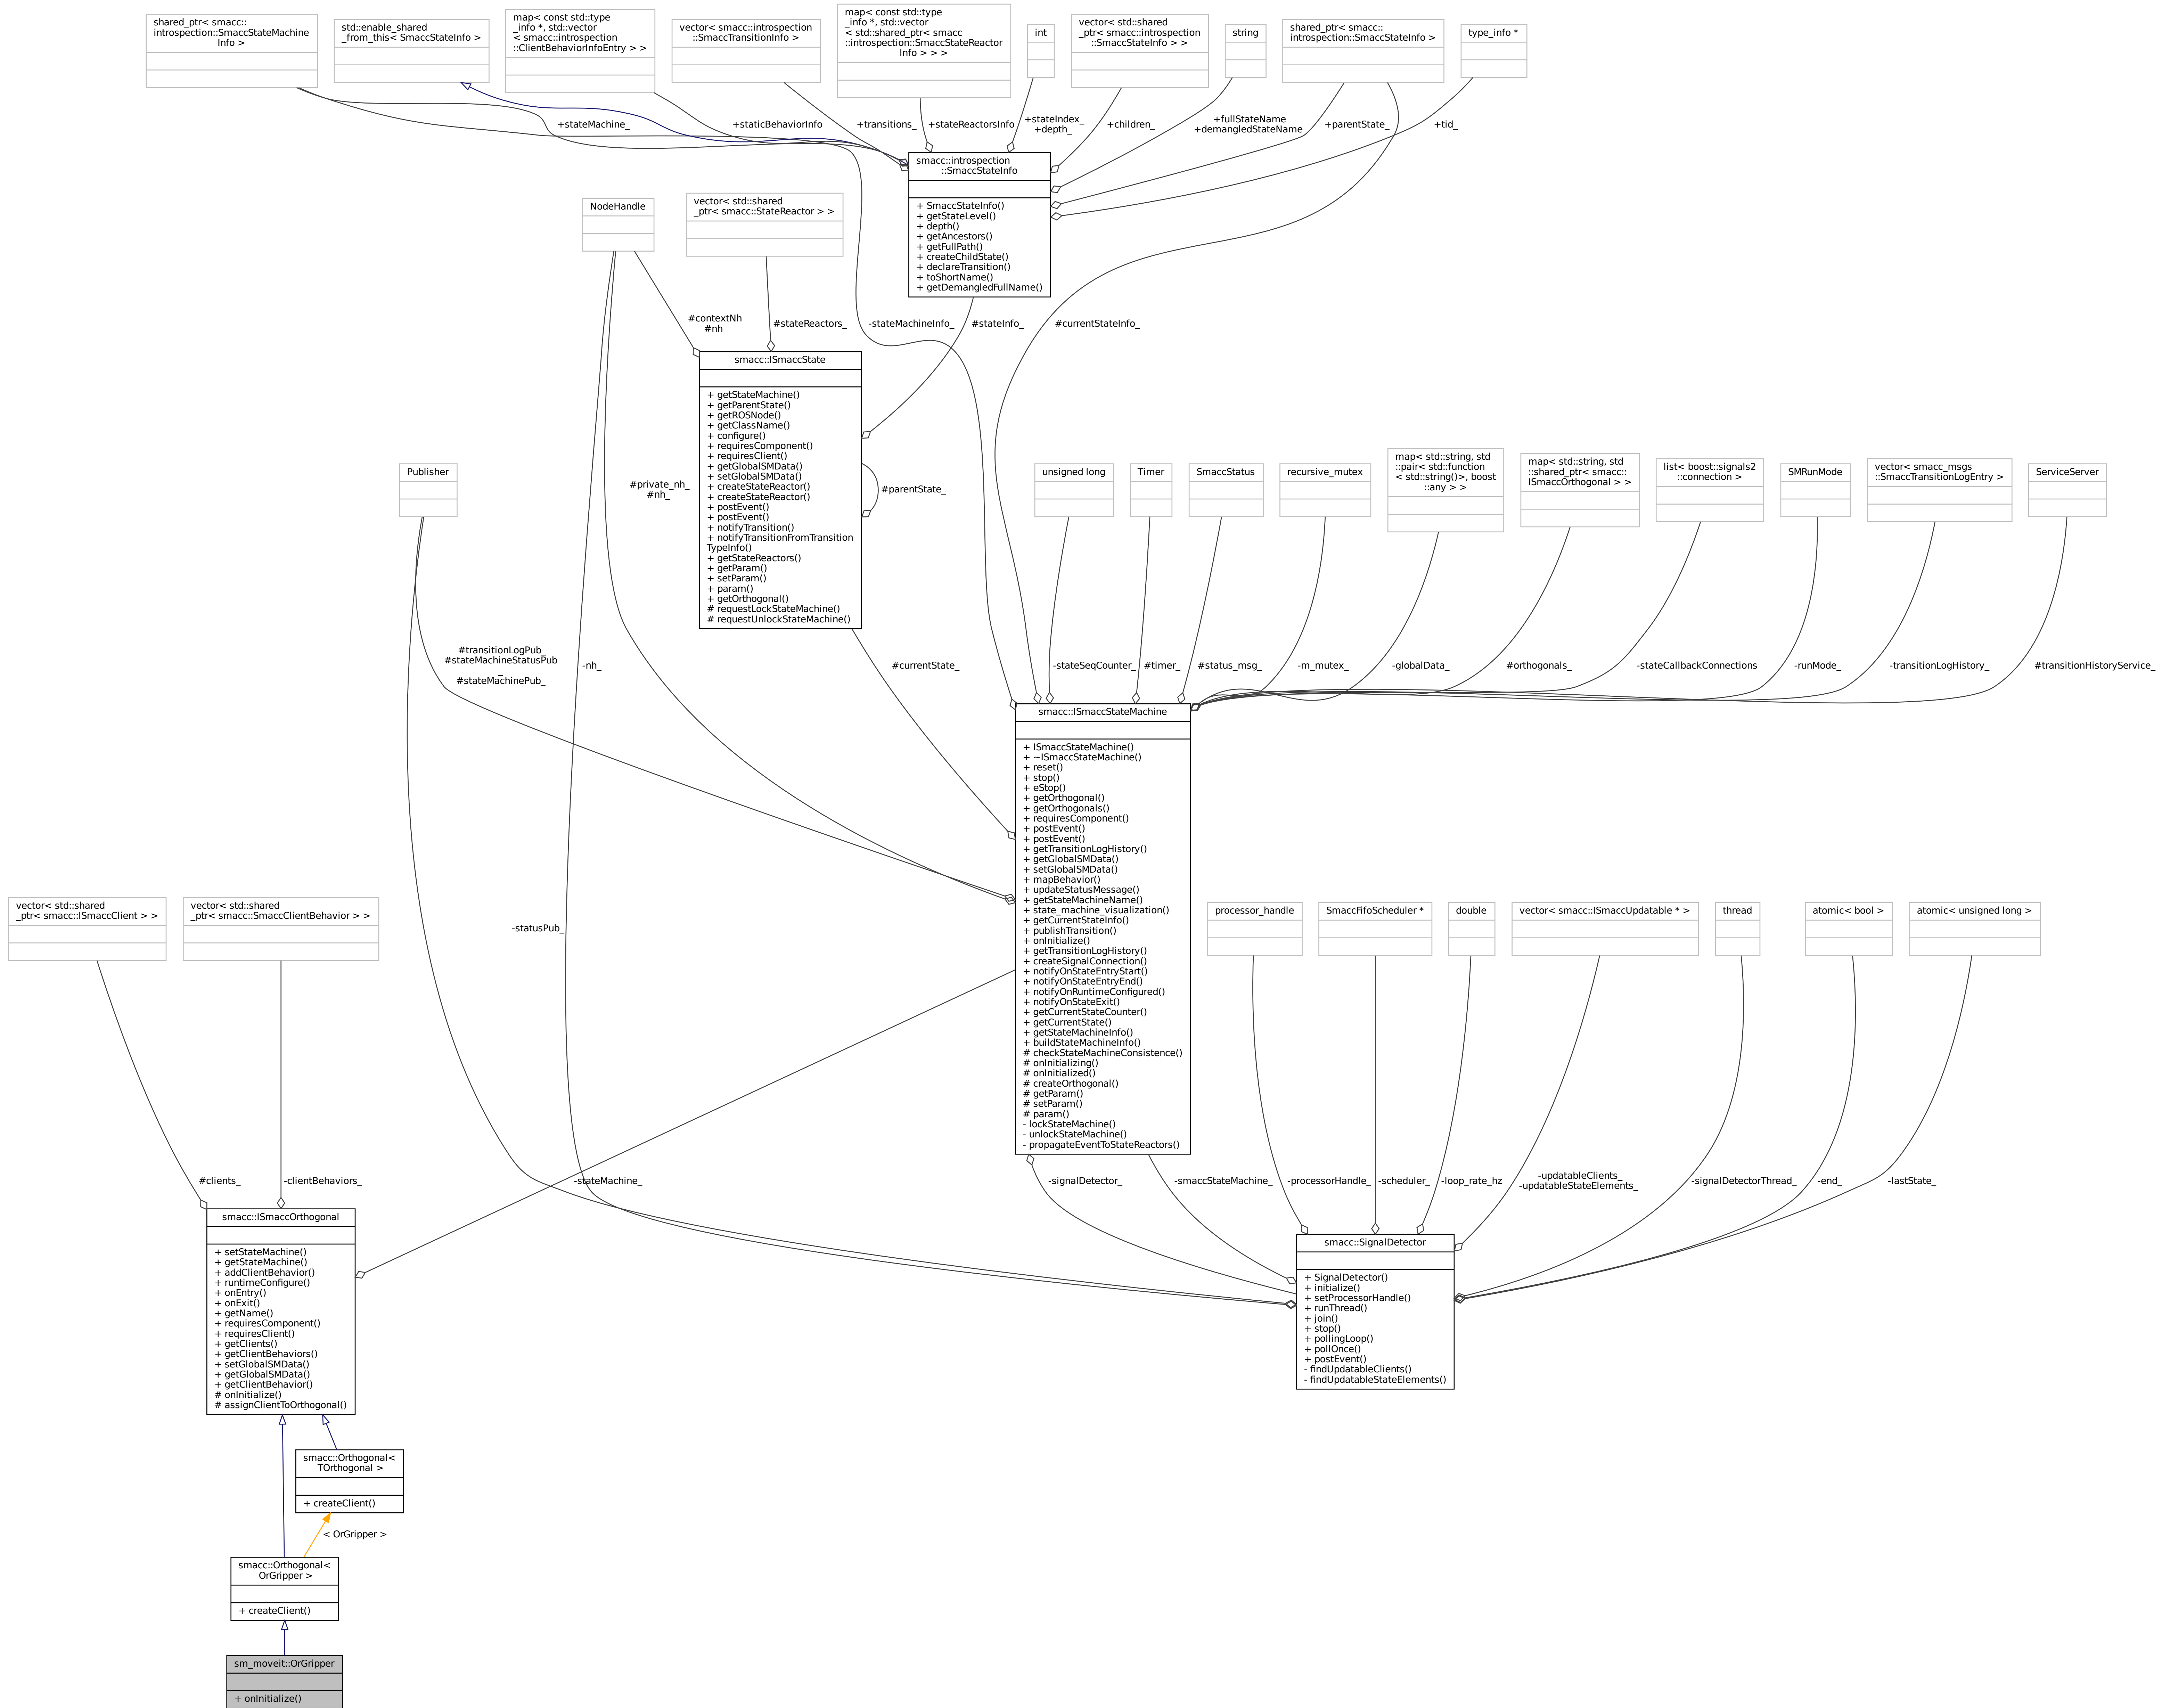 shared_ptr< smacc::
introspection::SmaccStateMachine
Info >
std::enable_shared
_from_this< SmaccStateInfo >
map< const std::type
_info *, std::vector
< smacc::introspection
::ClientBehaviorInfoEntry > >
vector< smacc::introspection
::SmaccTransitionInfo >
map< const std::type
_info *, std::vector
< std::shared_ptr< smacc
::introspection::SmaccStateReactor
Info > > >
int
vector< std::shared
_ptr< smacc::introspection
::SmaccStateInfo > >
string
shared_ptr< smacc::
introspection::SmaccStateInfo >
type_info *
+stateMachine_
+staticBehaviorInfo
+transitions_
+stateReactorsInfo
+stateIndex_
+depth_
+children_
+fullStateName
+demangledStateName
+parentState_
+tid_
smacc::introspection
::SmaccStateInfo
+ SmaccStateInfo()
+ getStateLevel()
+ depth()
+ getAncestors()
+ getFullPath()
+ createChildState()
+ declareTransition()
+ toShortName()
+ getDemangledFullName()
NodeHandle
vector< std::shared
_ptr< smacc::StateReactor > >
#contextNh
#nh
#stateReactors_
-stateMachineInfo_
#stateInfo_
#currentStateInfo_
smacc::ISmaccState
+ getStateMachine()
+ getParentState()
+ getROSNode()
+ getClassName()
+ configure()
+ requiresComponent()
+ requiresClient()
+ getGlobalSMData()
+ setGlobalSMData()
+ createStateReactor()
+ createStateReactor()
+ postEvent()
+ postEvent()
+ notifyTransition()
+ notifyTransitionFromTransition
TypeInfo()
+ getStateReactors()
+ getParam()
+ setParam()
+ param()
+ getOrthogonal()
# requestLockStateMachine()
# requestUnlockStateMachine()
#parentState_
Publisher
#private_nh_
#nh_
unsigned long
Timer
SmaccStatus
recursive_mutex
map< std::string, std
::pair< std::function
< std::string()>, boost
::any > >
map< std::string, std
::shared_ptr< smacc::
ISmaccOrthogonal > >
list< boost::signals2
::connection >
SMRunMode
vector< smacc_msgs
::SmaccTransitionLogEntry >
ServiceServer
#transitionLogPub_
#stateMachineStatusPub
_
#stateMachinePub_
-nh_
#currentState_
-stateSeqCounter_
#timer_
#status_msg_
-m_mutex_
-globalData_
#orthogonals_
-stateCallbackConnections
-runMode_
-transitionLogHistory_
#transitionHistoryService_
smacc::ISmaccStateMachine
+ ISmaccStateMachine()
+ ~ISmaccStateMachine()
+ reset()
+ stop()
+ eStop()
+ getOrthogonal()
+ getOrthogonals()
+ requiresComponent()
+ postEvent()
+ postEvent()
+ getTransitionLogHistory()
+ getGlobalSMData()
+ setGlobalSMData()
+ mapBehavior()
+ updateStatusMessage()
+ getStateMachineName()
+ state_machine_visualization()
+ getCurrentStateInfo()
+ publishTransition()
+ onInitialize()
+ getTransitionLogHistory()
+ createSignalConnection()
+ notifyOnStateEntryStart()
+ notifyOnStateEntryEnd()
+ notifyOnRuntimeConfigured()
+ notifyOnStateExit()
+ getCurrentStateCounter()
+ getCurrentState()
+ getStateMachineInfo()
+ buildStateMachineInfo()
# checkStateMachineConsistence()
# onInitializing()
# onInitialized()
# createOrthogonal()
# getParam()
# setParam()
# param()
- lockStateMachine()
- unlockStateMachine()
- propagateEventToStateReactors()
vector< std::shared
_ptr< smacc::ISmaccClient > >
vector< std::shared
_ptr< smacc::SmaccClientBehavior > >
-statusPub_
processor_handle
SmaccFifoScheduler *
double
vector< smacc::ISmaccUpdatable * >
thread
atomic< bool >
atomic< unsigned long >
#clients_
-clientBehaviors_
-stateMachine_
-signalDetector_
-smaccStateMachine_
-processorHandle_
-scheduler_
-loop_rate_hz
-updatableClients_
-updatableStateElements_
-signalDetectorThread_
-end_
-lastState_
smacc::ISmaccOrthogonal
+ setStateMachine()
+ getStateMachine()
+ addClientBehavior()
+ runtimeConfigure()
+ onEntry()
+ onExit()
+ getName()
+ requiresComponent()
+ requiresClient()
+ getClients()
+ getClientBehaviors()
+ setGlobalSMData()
+ getGlobalSMData()
+ getClientBehavior()
# onInitialize()
# assignClientToOrthogonal()
smacc::SignalDetector
+ SignalDetector()
+ initialize()
+ setProcessorHandle()
+ runThread()
+ join()
+ stop()
+ pollingLoop()
+ pollOnce()
+ postEvent()
- findUpdatableClients()
- findUpdatableStateElements()
smacc::Orthogonal<
TOrthogonal >
+ createClient()
< OrGripper >
smacc::Orthogonal<
OrGripper >
+ createClient()
sm_moveit::OrGripper
+ onInitialize()